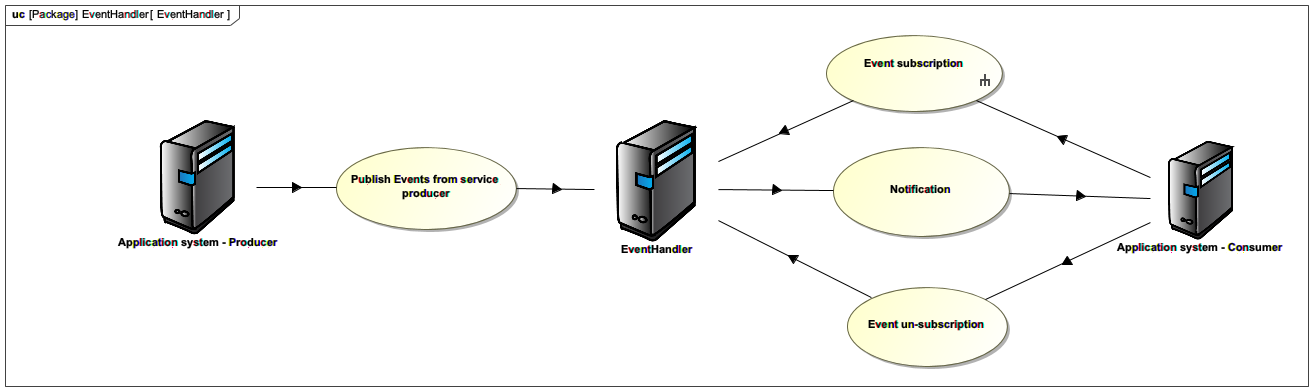 uc [Package] EventHandler[ EventHandler ]
Event subscription
Publish Events from service
producer
Notification
Application system - Producer
EventHandler
Application system - Consumer
Event un-subscription